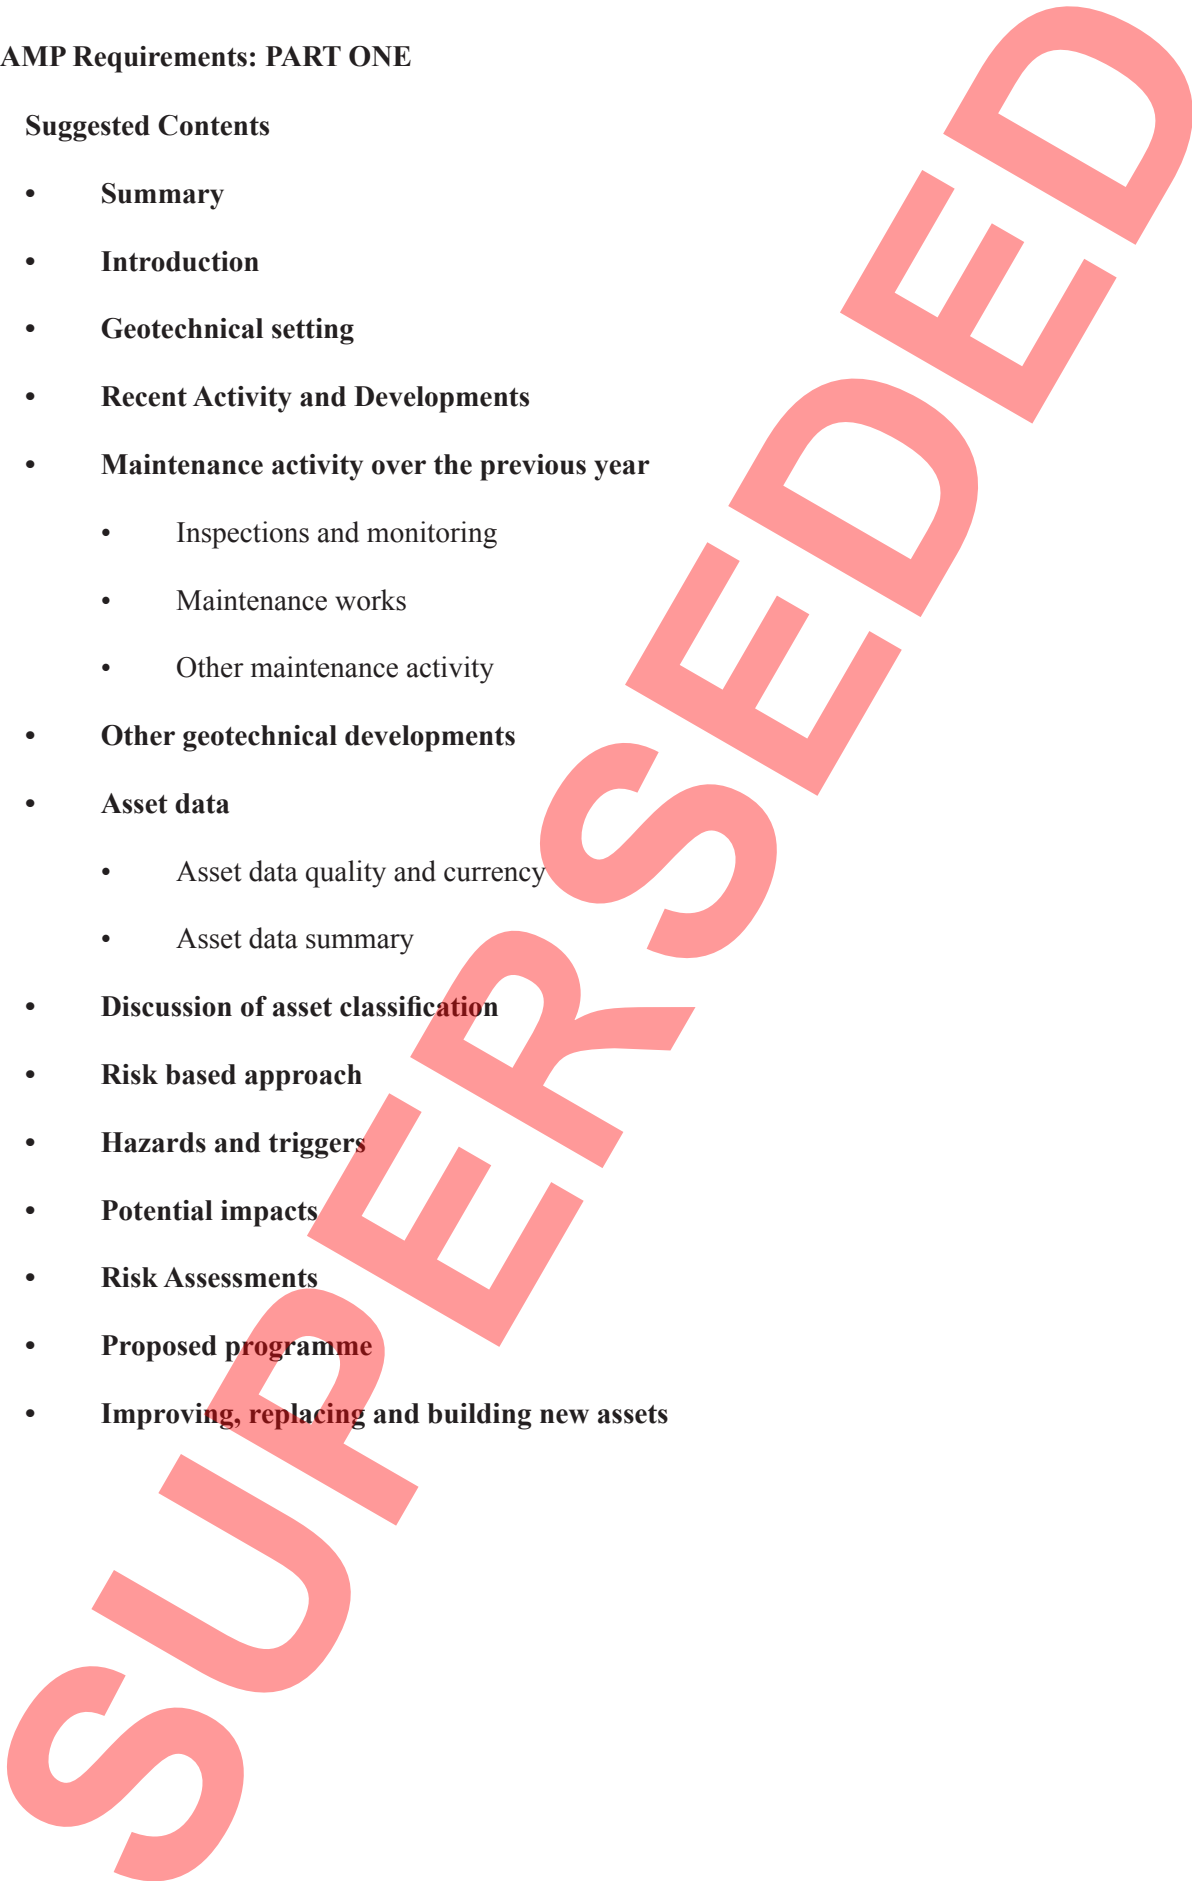 AMP Requirements: PART ONE
Suggested Contents
• Summary
• Introduction
• Geotechnical setting
• Recent Activity and Developments
• Maintenance activity over the previous year
• Inspections and monitoring
• Maintenance works
• Other maintenance activity
• Other geotechnical developments
• Asset data
• Asset data quality and currency
• Asset data summary
• Discussion of asset classification
• Risk based approach
• Hazards and triggers
• Potential impacts
• Risk Assessments
• Proposed programme
• Improving, replacing and building new assets
SUPERSEDED